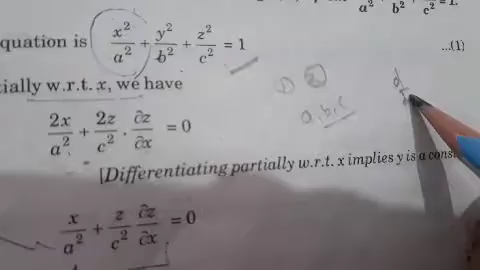 a² b² c² = 1.
quation is x²/a² + y²/b² + z²/c² = 1 ...(1)
tially w.r.t. x, we have
① ②
a, b, c
2x/a² + 2z/c² · ∂z/∂x = 0
[Differentiating partially w.r.t. x implies y is a cons
x/a² + z/c² ∂z/∂x = 0